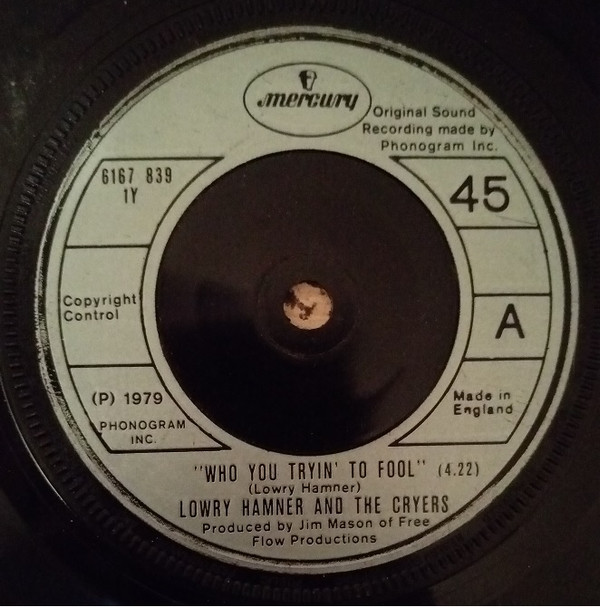 mercury
Original Sound
Recording made by
Phonogram Inc.
6167 839
1Y
45
Copyright
Control
A
(P) 1979
PHONOGRAM
INC.
Made in
England
"WHO YOU TRYIN' TO FOOL" (4.22)
(Lowry Hamner)
LOWRY HAMNER AND THE CRYERS
Produced by Jim Mason of Free
Flow Productions